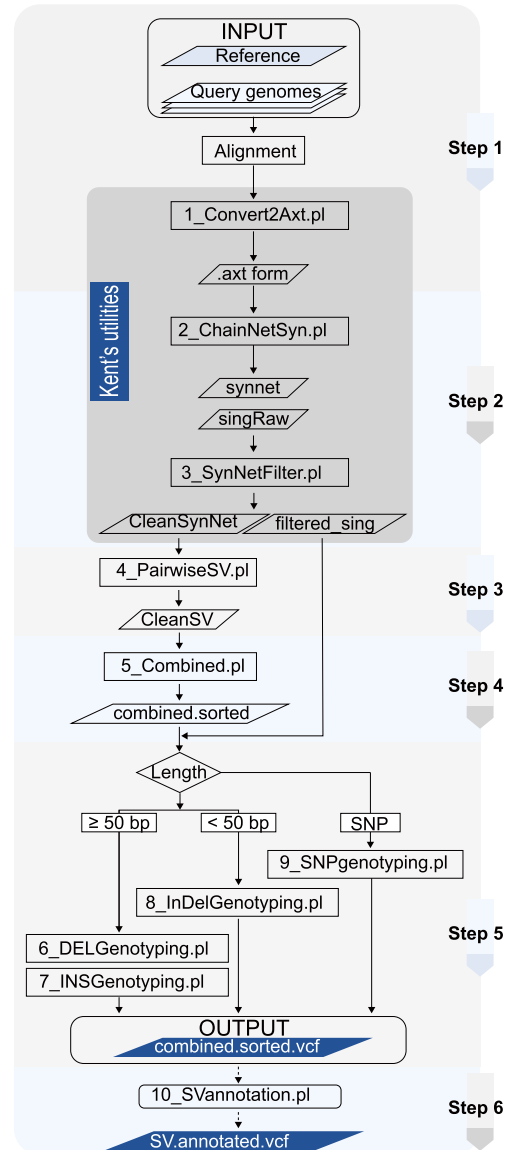 INPUT
Reference
Query genomes
Step 1
Alignment
1_Convert2Axt.pl
.axt form
Kent's utilities
2_ChainNetSyn.pl
synnet
Step 2
singRaw
3_SynNetFilter.pl
CleanSynNet
filtered_sing
4_PairwiseSV.pl
Step 3
CleanSV
5_Combined.pl
Step 4
combined.sorted
Length
≥ 50 bp
< 50 bp
SNP
9_SNPgenotyping.pl
8_InDelGenotyping.pl
Step 5
6_DELGenotyping.pl
7_INSGenotyping.pl
OUTPUT
combined.sorted.vcf
10_SVannotation.pl
Step 6
SV.annotated.vcf